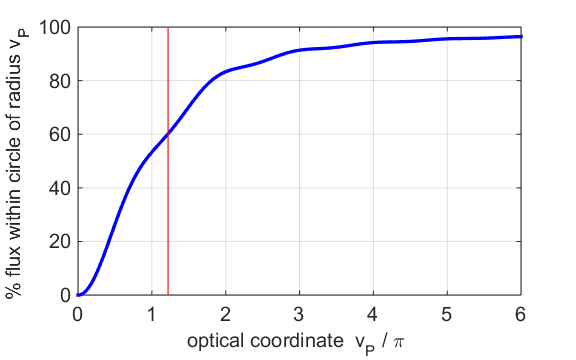 % flux within circle of radius v_P
100
80
60
40
20
0
0 1 2 3 4 5 6
optical coordinate v_P / π